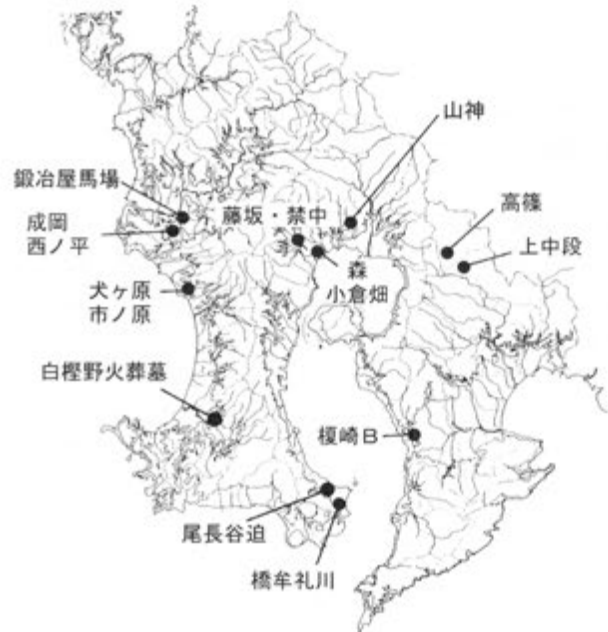 山神
鍛冶屋馬場
藤坂・禁中
高篠
成岡
西ノ平
上中段
森
小倉畑
犬ヶ原
市ノ原
白樫野火葬墓
榎崎B
尾長谷迫
橋牟礼川